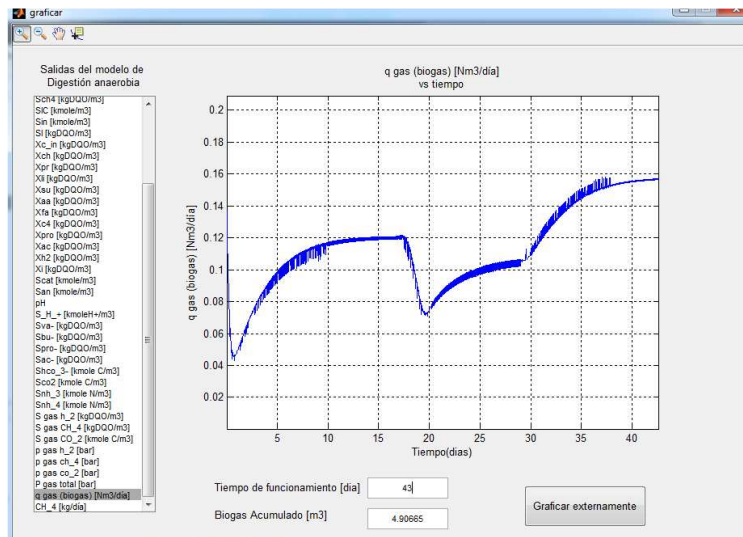 graficar
Salidas del modelo de
Digestión anaerobia
Sch4 [kgDQO/m3]
SIC [kmole/m3]
Sin [kmole/m3]
SI [kgDQO/m3]
Xc_in [kgDQO/m3]
Xch [kgDQO/m3]
Xpr [kgDQO/m3]
Xli [kgDQO/m3]
Xsu [kgDQO/m3]
Xaa [kgDQO/m3]
Xfa [kgDQO/m3]
Xc4 [kgDQO/m3]
Xpro [kgDQO/m3]
Xac [kgDQO/m3]
Xh2 [kgDQO/m3]
Xi [kgDQO/m3]
Scat [kmole/m3]
San [kmole/m3]
pH
S_H_+ [kmoleH+/m3]
Sva- [kgDQO/m3]
Sbu- [kgDQO/m3]
Spro- [kgDQO/m3]
Sac- [kgDQO/m3]
Shco_3- [kmole C/m3]
Sco2 [kmole C/m3]
Snh_3 [kmole N/m3]
Snh_4 [kmole N/m3]
S gas h_2 [kgDQO/m3]
S gas CH_4 [kgDQO/m3]
S gas CO_2 [kmole C/m3]
p gas h_2 [bar]
p gas ch_4 [bar]
p gas co_2 [bar]
P gas total [bar]
q gas (biogas) [Nm3/día]
CH_4 [kg/día]
q gas (biogas) [Nm3/día]
vs tiempo
q gas (biogas) [Nm3/día]
0.2
0.18
0.16
0.14
0.12
0.1
0.08
0.06
0.04
0.02
5 10 15 20 25 30 35 40
Tiempo(dias)
Tiempo de funcionamiento [dia] 43
Biogas Acumulado [m3] 4.90665
Graficar externamente